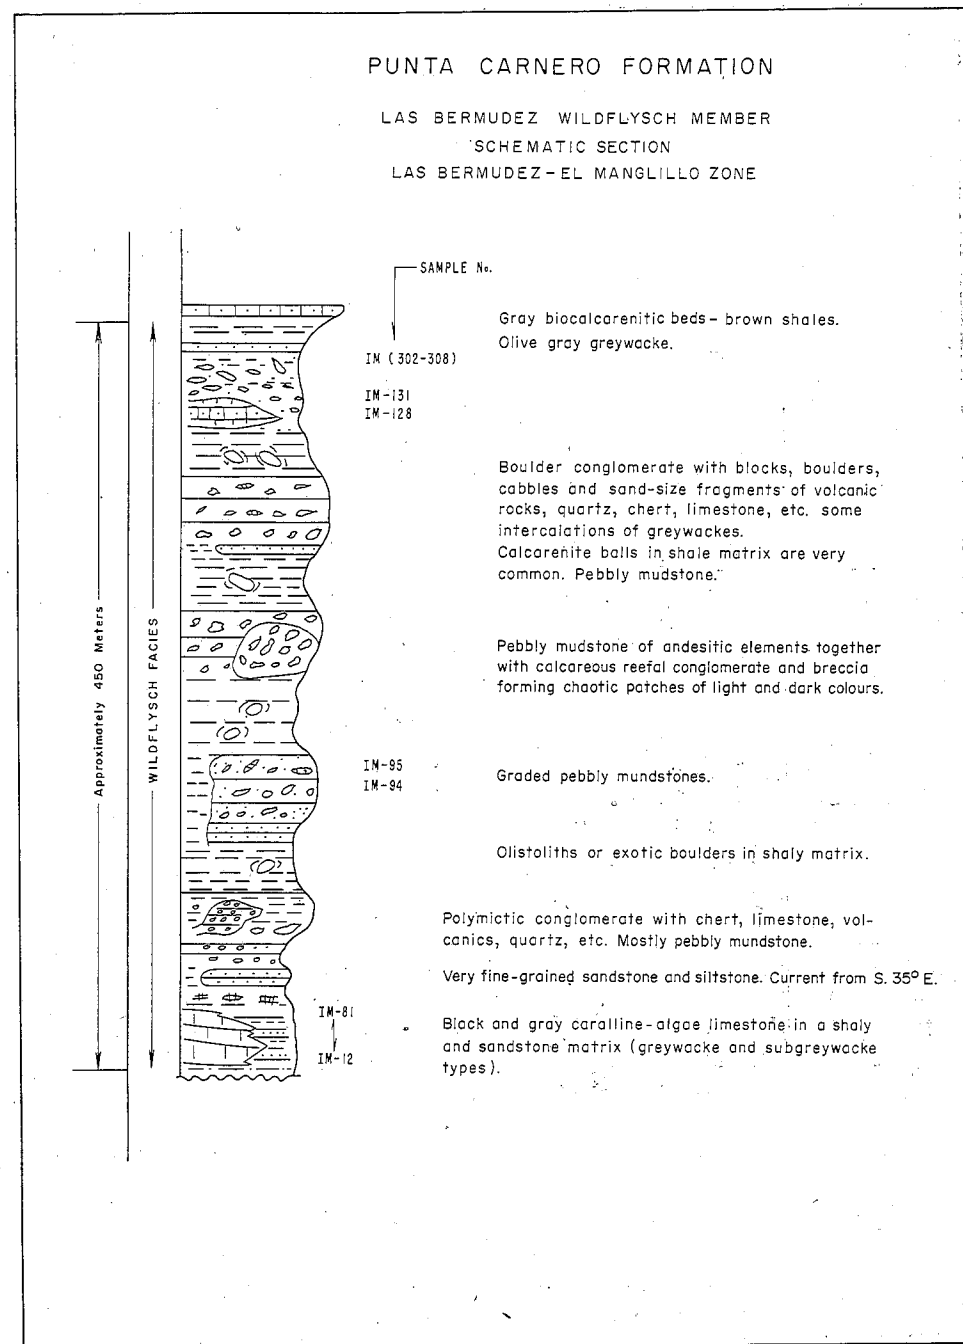 PUNTA CARNERO FORMATION
LAS BERMUDEZ WILDFLYSCH MEMBER
SCHEMATIC SECTION
LAS BERMUDEZ - EL MANGLILLO ZONE
SAMPLE No.
Gray biocalcarenitic beds - brown shales.
Olive gray greywacke.
IM (302-308)
IM-131
IM-128
Boulder conglomerate with blocks, boulders,
cabbles and sand-size fragments of volcanic
rocks, quartz, chert, limestone, etc. some
intercalations of greywackes.
Calcarenite balls in shale matrix are very
common. Pebbly mudstone.
Pebbly mudstone of andesitic elements together
with calcareous reefal conglomerate and breccia
forming chaotic patches of light and dark colours.
Approximately 450 Meters
WILDFLYSCH FACIES
IM-95
IM-94
Graded pebbly mundstones.
Olistoliths or exotic boulders in shaly matrix.
Polymictic conglomerate with chert, limestone, vol-
canics, quartz, etc. Mostly pebbly mundstone.
Very fine-grained sandstone and siltstone. Current from S. 35° E.
IM-81
IM-12
Black and gray caralline-algae limestone in a shaly
and sandstone matrix (greywacke and subgreywacke
types).